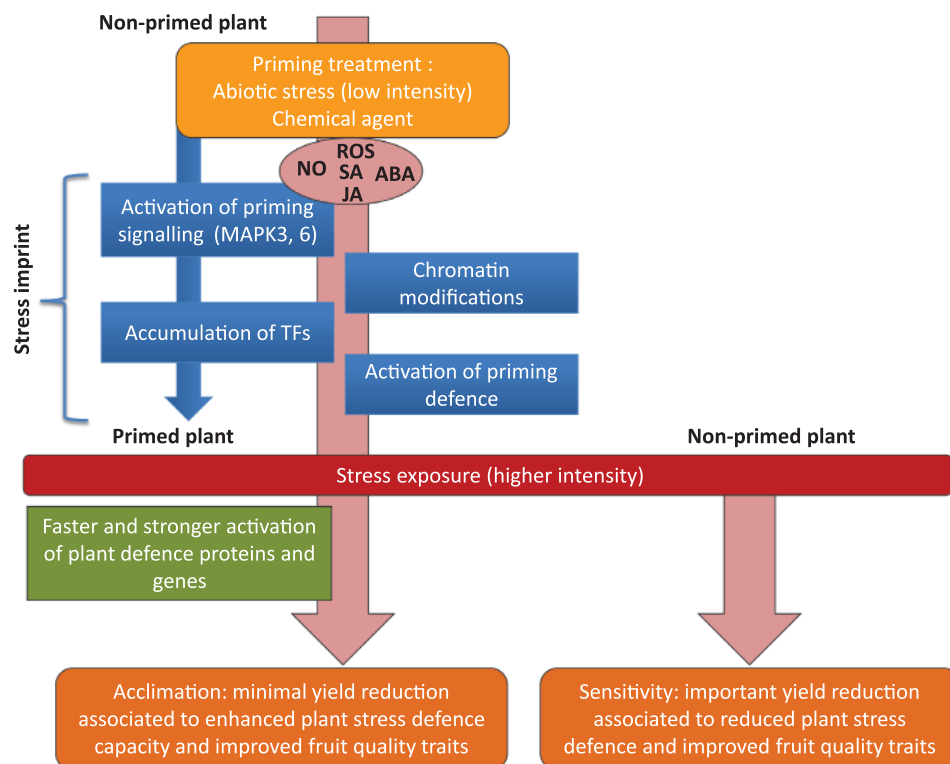 Non-primed plant
Priming treatment :
Abiotic stress (low intensity)
Chemical agent
ROS
NO SA ABA
JA
Stress imprint
Activation of priming
signalling (MAPK3, 6)
Chromatin
modifications
Accumulation of TFs
Activation of priming
defence
Primed plant
Non-primed plant
Stress exposure (higher intensity)
Faster and stronger activation
of plant defence proteins and
genes
Acclimation: minimal yield reduction
associated to enhanced plant stress defence
capacity and improved fruit quality traits
Sensitivity: important yield reduction
associated to reduced plant stress
defence and improved fruit quality traits